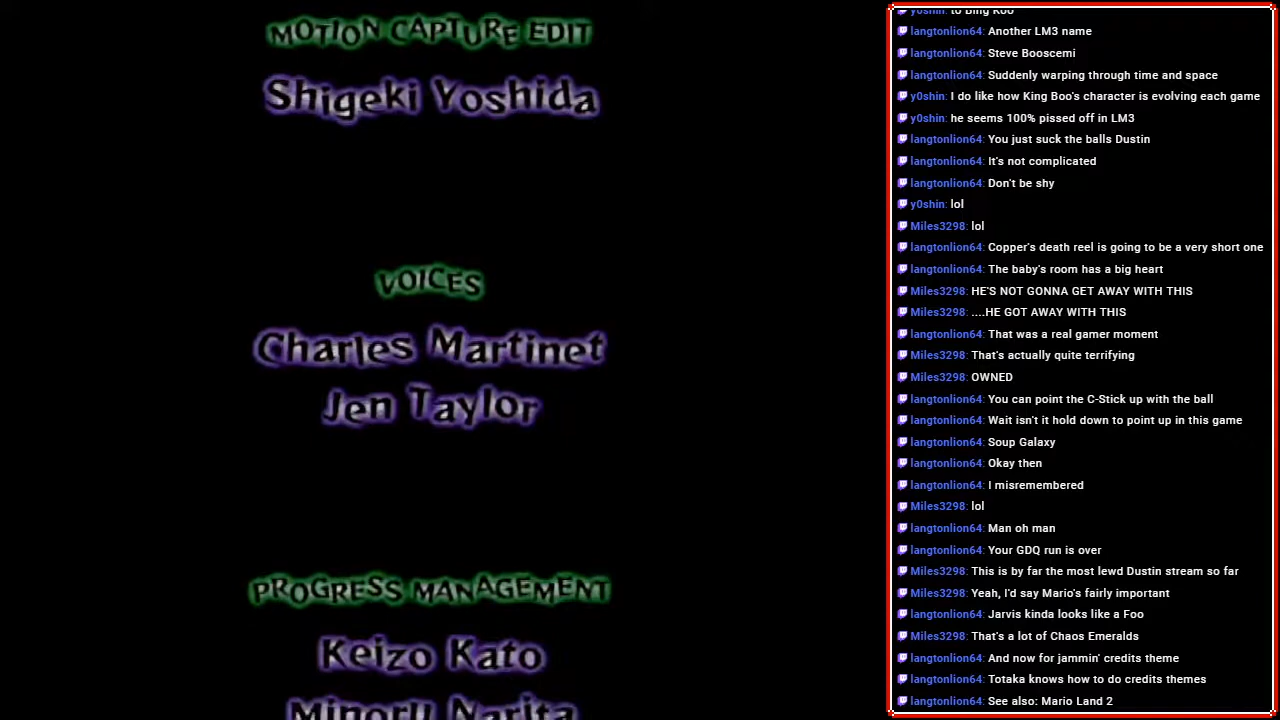 MOTION CAPTURE EDIT
Shigeki Yoshida
VOICES
Charles Martinet
Jen Taylor
PROGRESS MANAGEMENT
Keizo Kato
Minoru Narita
y0shin: to Bing Koo
langtonlion64: Another LM3 name
langtonlion64: Steve Booscemi
langtonlion64: Suddenly warping through time and space
y0shin: I do like how King Boo's character is evolving each game
y0shin: he seems 100% pissed off in LM3
langtonlion64: You just suck the balls Dustin
langtonlion64: It's not complicated
langtonlion64: Don't be shy
y0shin: lol
Miles3298: lol
langtonlion64: Copper's death reel is going to be a very short one
langtonlion64: The baby's room has a big heart
Miles3298: HE'S NOT GONNA GET AWAY WITH THIS
Miles3298: ....HE GOT AWAY WITH THIS
langtonlion64: That was a real gamer moment
Miles3298: That's actually quite terrifying
Miles3298: OWNED
langtonlion64: You can point the C-Stick up with the ball
langtonlion64: Wait isn't it hold down to point up in this game
langtonlion64: Soup Galaxy
langtonlion64: Okay then
langtonlion64: I misremembered
Miles3298: lol
langtonlion64: Man oh man
langtonlion64: Your GDQ run is over
Miles3298: This is by far the most lewd Dustin stream so far
Miles3298: Yeah, I'd say Mario's fairly important
langtonlion64: Jarvis kinda looks like a Foo
Miles3298: That's a lot of Chaos Emeralds
langtonlion64: And now for jammin' credits theme
langtonlion64: Totaka knows how to do credits themes
langtonlion64: See also: Mario Land 2